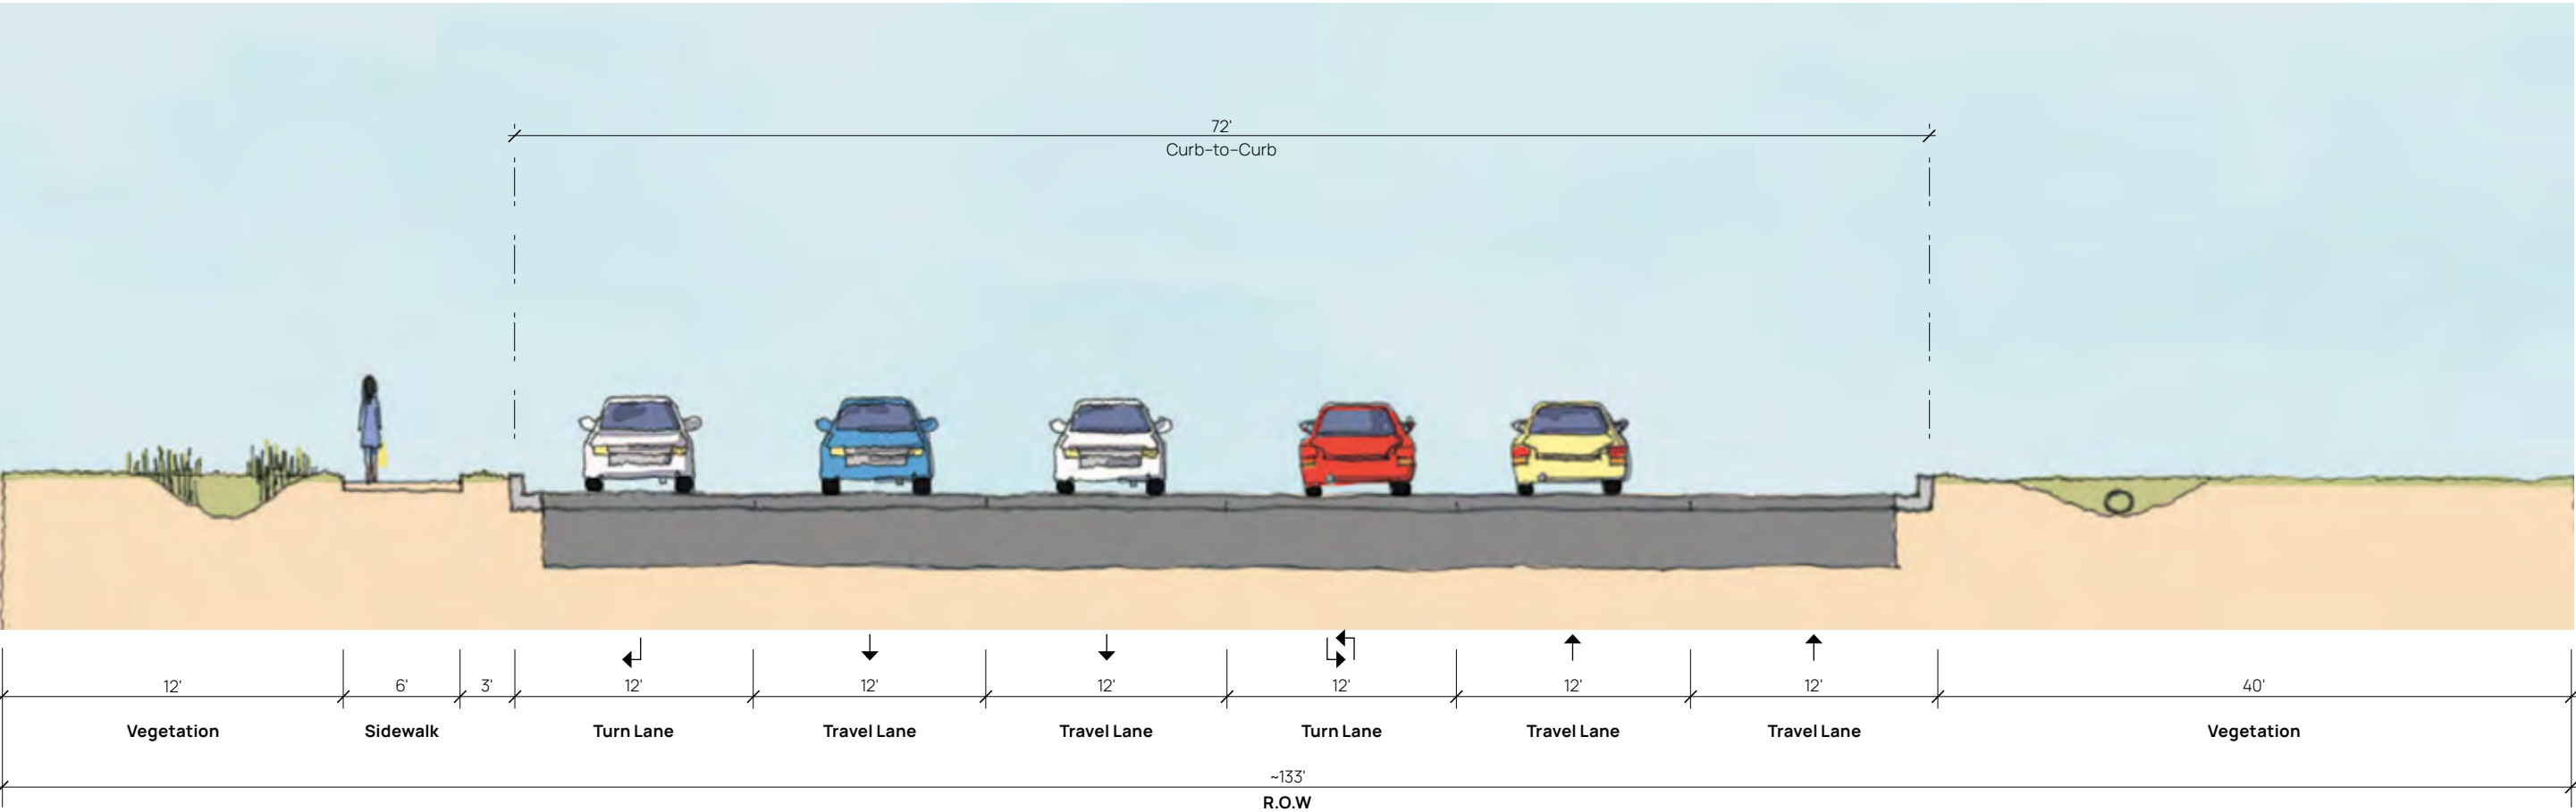 72'
Curb-to-Curb
12' 6' 3' 12' 12' 12' 12' 12' 12' 40'
Vegetation Sidewalk Turn Lane Travel Lane Travel Lane Turn Lane Travel Lane Travel Lane Vegetation
~133'
R.O.W